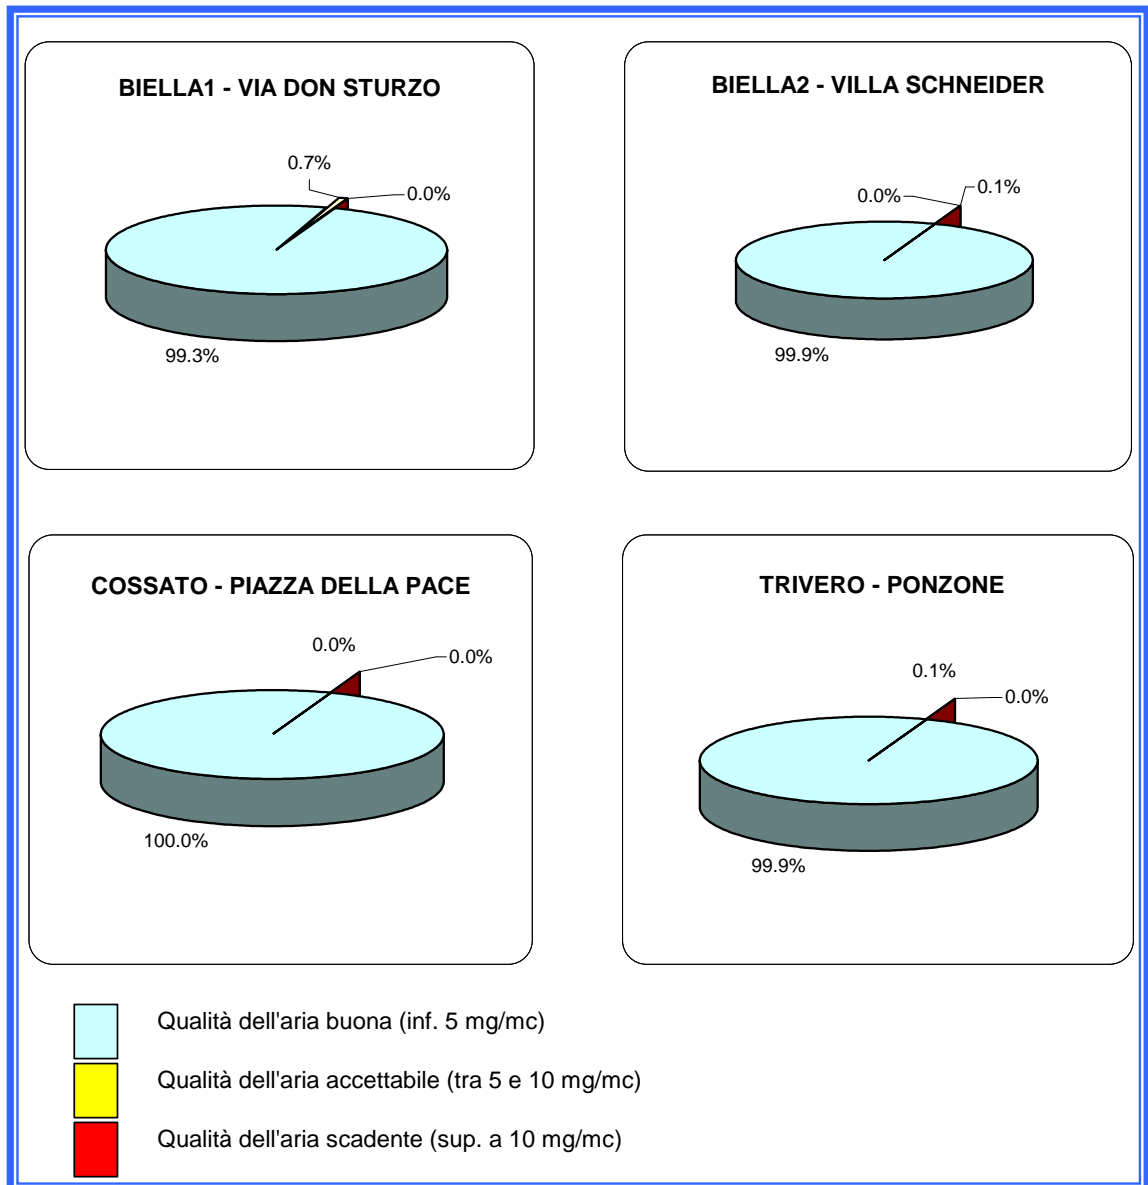 BIELLA1 - VIA DON STURZO
0.7%
0.0%
99.3%
BIELLA2 - VILLA SCHNEIDER
0.0%
0.1%
99.9%
COSSATO - PIAZZA DELLA PACE
0.0%
0.0%
100.0%
TRIVERO - PONZONE
0.1%
0.0%
99.9%
Qualità dell'aria buona (inf. 5 mg/mc)
Qualità dell'aria accettabile (tra 5 e 10 mg/mc)
Qualità dell'aria scadente (sup. a 10 mg/mc)